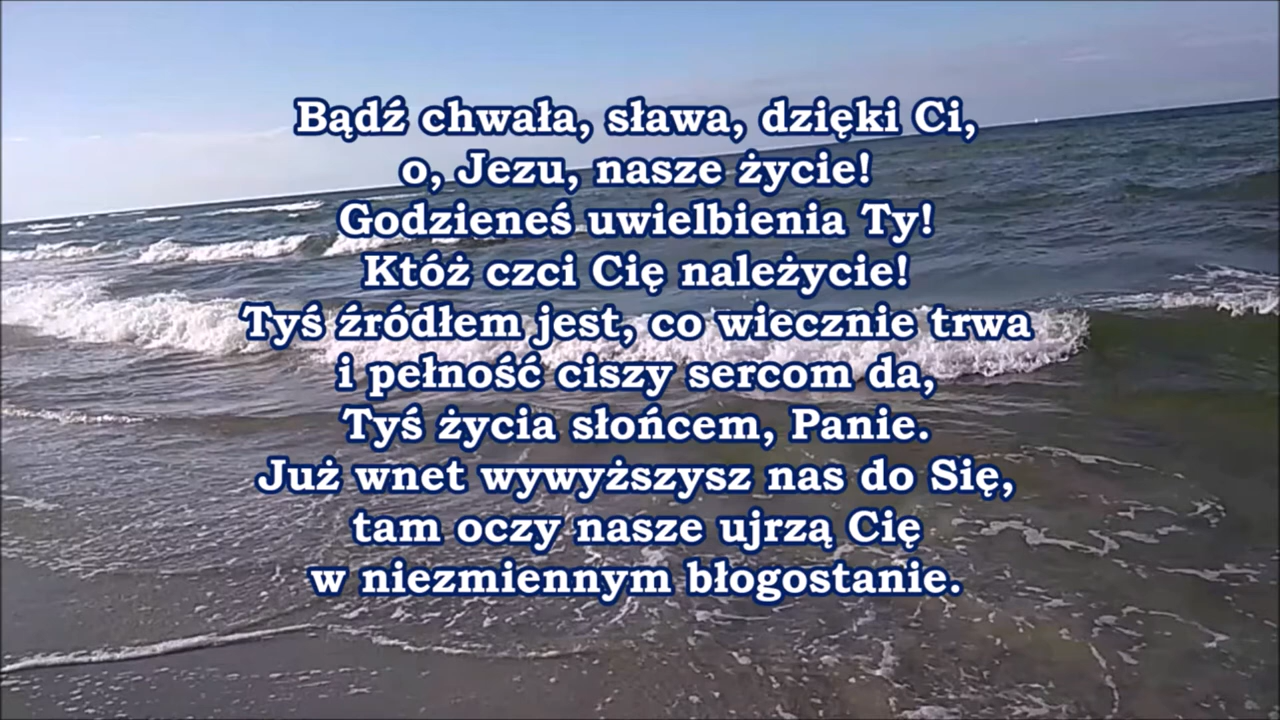 Bądź chwała, sława, dzięki Ci,
o, Jezu, nasze życie!
Godzieneś uwielbienia Ty!
Któż czci Cię należycie!
Tyś źródłem jest, co wiecznie trwa
i pełność ciszy sercom da,
Tyś życia słońcem, Panie.
Już wnet wywyższysz nas do Się,
tam oczy nasze ujrzą Cię
w niezmiennym błogostanie.